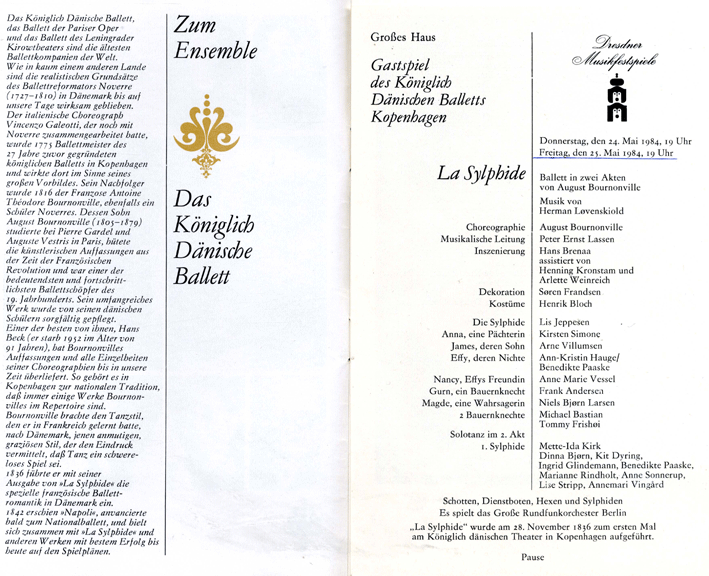 Das Königlich Dänische Ballett,
das Ballett der Pariser Oper
und das Ballett des Leningrader
Kirowtheaters sind die ältesten
Ballettkompanien der Welt.
Wie in kaum einem anderen Lande
sind die realistischen Grundsätze
des Ballettreformators Noverre
(1727–1810) in Dänemark bis auf
unsere Tage wirksam geblieben.
Der italienische Choreograph
Vincenzo Galeotti, der noch mit
Noverre zusammengearbeitet hatte,
wurde 1775 Ballettmeister des
27 Jahre zuvor gegründeten
königlichen Balletts in Kopenhagen
und wirkte dort im Sinne seines
großen Vorbildes. Sein Nachfolger
wurde 1816 der Franzose Antoine
Théodore Bournonville, ebenfalls ein
Schüler Noverres. Dessen Sohn
August Bournonville (1805–1879)
studierte bei Pierre Gardel und
Auguste Vestris in Paris, hütete
die künstlerischen Auffassungen aus
der Zeit der Französischen
Revolution und war einer der
bedeutendsten und fortschritt-
lichsten Ballettschöpfer des
19. Jahrhunderts. Sein umfangreiches
Werk wurde von seinen dänischen
Schülern sorgfältig gepflegt.
Einer der besten von ihnen, Hans
Beck (er starb 1952 im Alter von
91 Jahren), hat Bournonvilles
Auffassungen und alle Einzelheiten
seiner Choreographien bis in unsere
Zeit überliefert. So gehört es in
Kopenhagen zur nationalen Tradition,
daß immer einige Werke Bournon-
villes im Repertoire sind.
Bournonville brachte den Tanzstil,
den er in Frankreich gelernt hatte,
nach Dänemark, jenen anmutigen,
graziösen Stil, der den Eindruck
vermittelt, daß Tanz ein schwere-
loses Spiel sei.
1836 führte er mit seiner
Ausgabe von »La Sylphide« die
spezielle französische Ballett-
romantik in Dänemark ein.
1842 erschien »Napoli«, avancierte
bald zum Nationalballett, und hielt
sich zusammen mit »La Sylphide« und
anderen Werken mit bestem Erfolg bis
heute auf den Spielplänen.
Zum
Ensemble
Das
Königlich
Dänische
Ballett
Großes Haus
Gastspiel
des Königlich
Dänischen Balletts
Kopenhagen
Dresdner
Musikfestspiele
Donnerstag, den 24. Mai 1984, 19 Uhr
Freitag, den 25. Mai 1984, 19 Uhr
La Sylphide
Ballett in zwei Akten
von August Bournonville
Musik von
Herman Løvenskiold
Choreographie August Bournonville
Musikalische Leitung Peter Ernst Lassen
Inszenierung Hans Brenaa
assistiert von
Henning Kronstam und
Arlette Weinreich
Dekoration Søren Frandsen
Kostüme Henrik Bloch
Die Sylphide Lis Jeppesen
Anna, eine Pächterin Kirsten Simone
James, deren Sohn Arne Villumsen
Effy, deren Nichte Ann-Kristin Hauge/
Benedikte Paaske
Nancy, Effys Freundin Anne Marie Vessel
Gurn, ein Bauernknecht Frank Andersea
Magde, eine Wahrsagerin Niels Bjørn Larsen
2 Bauernknechte Michael Bastian
Tommy Frishøi
Solotanz im 2. Akt
1. Sylphide Mette-Ida Kirk
Dinna Bjørn, Kit Dyring,
Ingrid Glindemann, Benedikte Paaske,
Marianne Rindholt, Anne Sonnerup,
Lise Stripp, Annemari Vingård
Schotten, Dienstboten, Hexen und Sylphiden
Es spielt das Große Rundfunkorchester Berlin
„La Sylphide“ wurde am 28. November 1836 zum ersten Mal
am Königlich dänischen Theater in Kopenhagen aufgeführt.
Pause